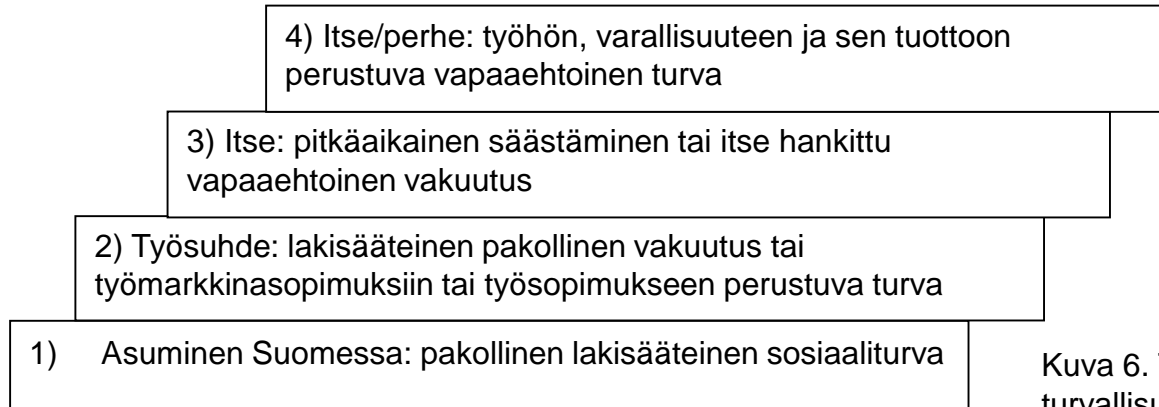 4) Itse/perhe: työhön, varallisuuteen ja sen tuottoon
perustuva vapaaehtoinen turva
3) Itse: pitkäaikainen säästäminen tai itse hankittu
vapaaehtoinen vakuutus
2) Työsuhde: lakisääteinen pakollinen vakuutus tai
työmarkkinasopimuksiin tai työsopimukseen perustuva turva
1) Asuminen Suomessa: pakollinen lakisääteinen sosiaaliturva
Kuva 6.